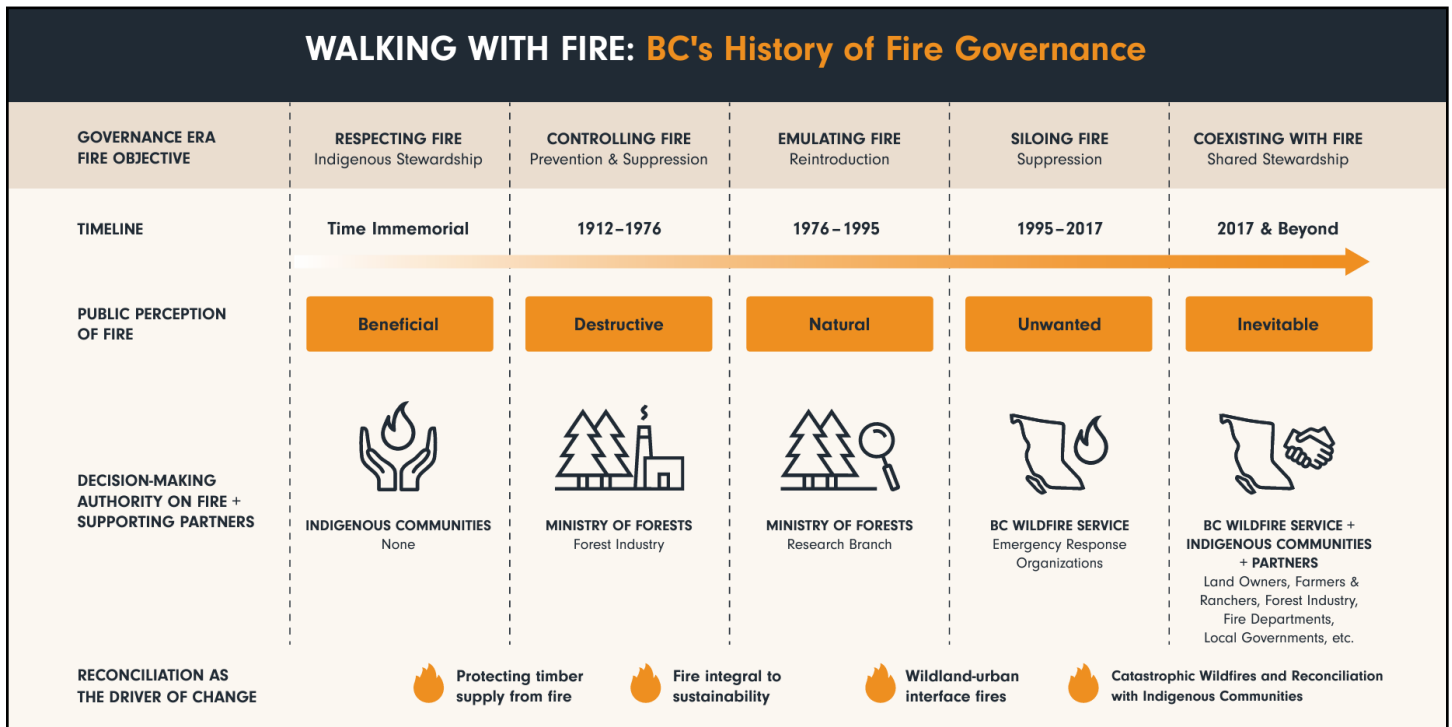 WALKING WITH FIRE: BC's History of Fire Governance
GOVERNANCE ERA
FIRE OBJECTIVE
RESPECTING FIRE
Indigenous Stewardship
CONTROLLING FIRE
Prevention & Suppression
EMULATING FIRE
Reintroduction
SILOING FIRE
Suppression
COEXISTING WITH FIRE
Shared Stewardship
TIMELINE
Time Immemorial
1912–1976
1976–1995
1995–2017
2017 & Beyond
PUBLIC PERCEPTION
OF FIRE
Beneficial
Destructive
Natural
Unwanted
Inevitable
DECISION-MAKING
AUTHORITY ON FIRE +
SUPPORTING PARTNERS
INDIGENOUS COMMUNITIES
None
MINISTRY OF FORESTS
Forest Industry
MINISTRY OF FORESTS
Research Branch
BC WILDFIRE SERVICE
Emergency Response
Organizations
BC WILDFIRE SERVICE +
INDIGENOUS COMMUNITIES
+ PARTNERS
Land Owners, Farmers &
Ranchers, Forest Industry,
Fire Departments,
Local Governments, etc.
RECONCILIATION AS
THE DRIVER OF CHANGE
Protecting timber
supply from fire
Fire integral to
sustainability
Wildland-urban
interface fires
Catastrophic Wildfires and Reconciliation
with Indigenous Communities